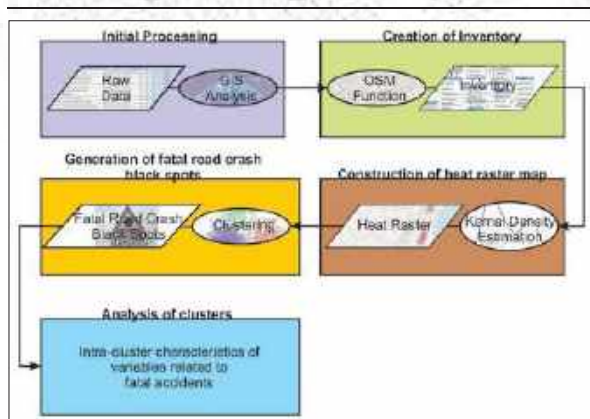 Initial Processing
Raw
Data
GIS
Analysis
Creation of Inventory
OSM
Function
Inventory
Construction of heat raster map
Kernal Density
Estimation
Heat Raster
Generation of fatal road crash
black spots
Clustering
Fatal Road Crash
Black Spots
Analysis of clusters
Intra-cluster characteristics of
variables related to
fatal accidents